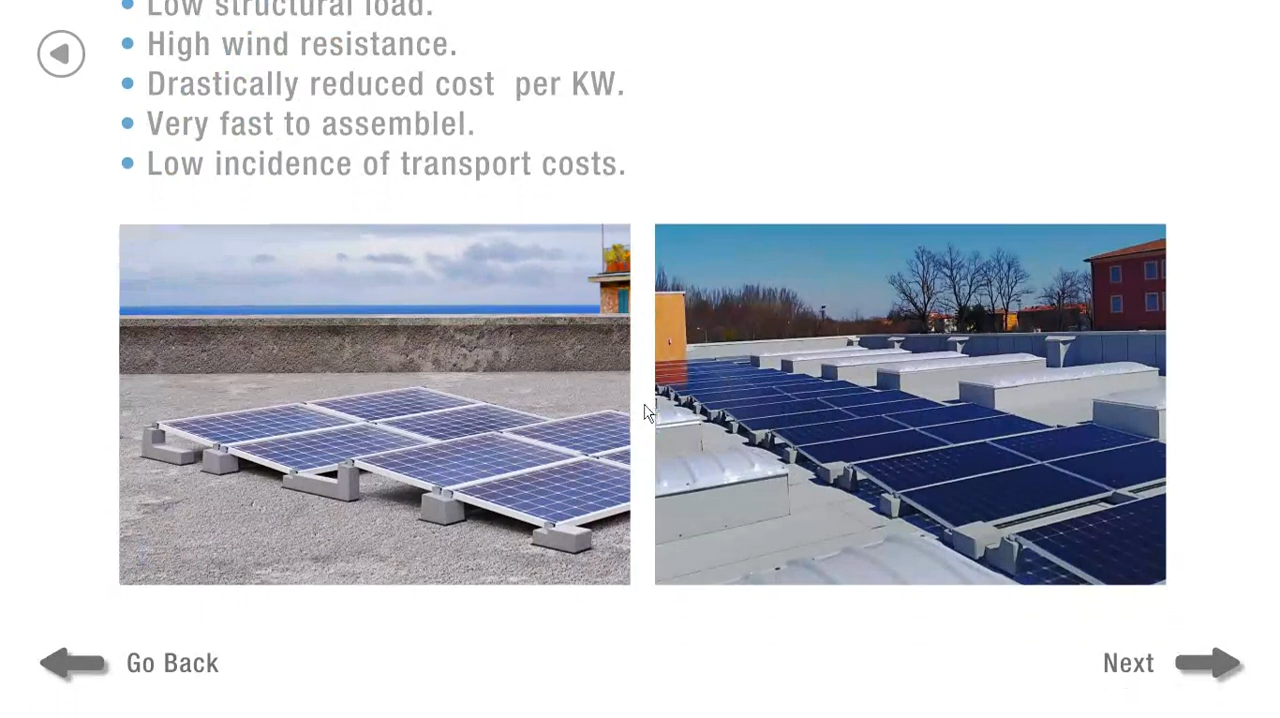 Low structural load.
High wind resistance.
Drastically reduced cost per KW.
Very fast to assemblel.
Low incidence of transport costs.
Go Back
Next